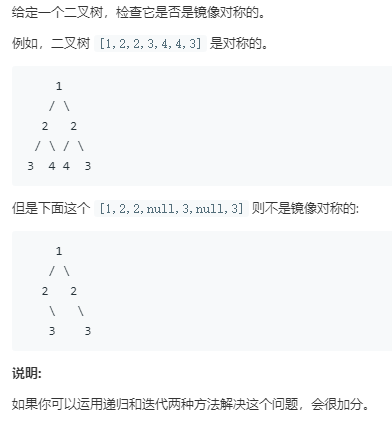 给定一个二叉树，检查它是否是镜像对称的。
例如，二叉树 [1,2,2,3,4,4,3] 是对称的。
1
/ \
2 2
/ \ / \
3 4 4 3
但是下面这个 [1,2,2,null,3,null,3] 则不是镜像对称的:
1
/ \
2 2
\ \
3 3
说明:
如果你可以运用递归和迭代两种方法解决这个问题，会很加分。